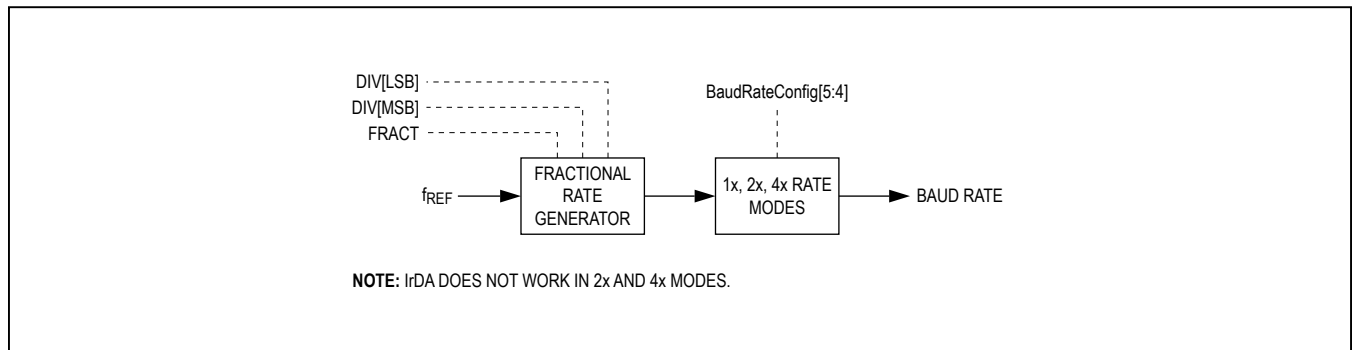 DIV[LSB]
DIV[MSB]
FRACT
BaudRateConfig[5:4]
fREF
FRACTIONAL
RATE
GENERATOR
1x, 2x, 4x RATE
MODES
BAUD RATE
NOTE: IrDA DOES NOT WORK IN 2x AND 4x MODES.